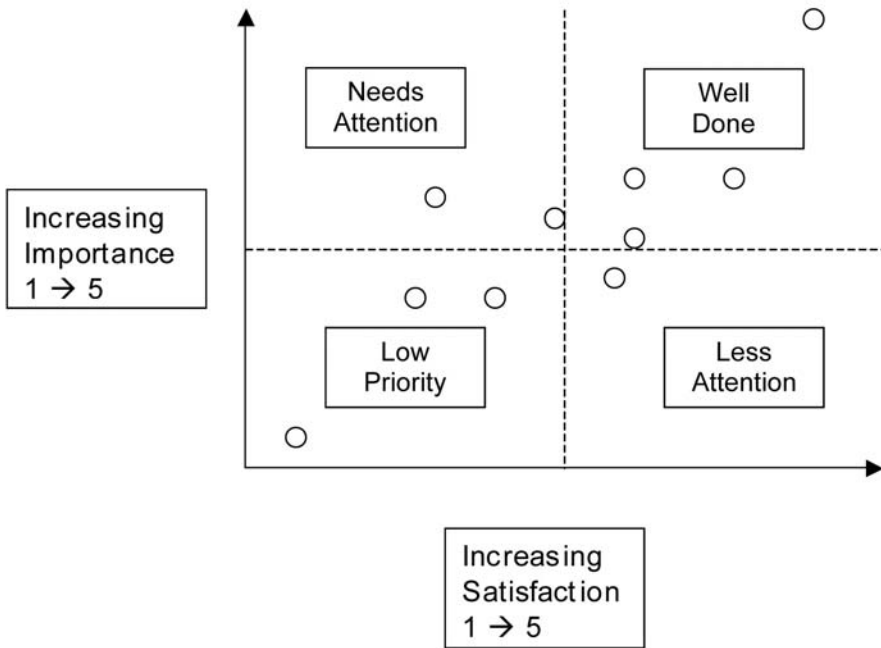 Needs
Attention
Well
Done
Increasing
Importance
1 → 5
Low
Priority
Less
Attention
Increasing
Satisfaction
1 → 5